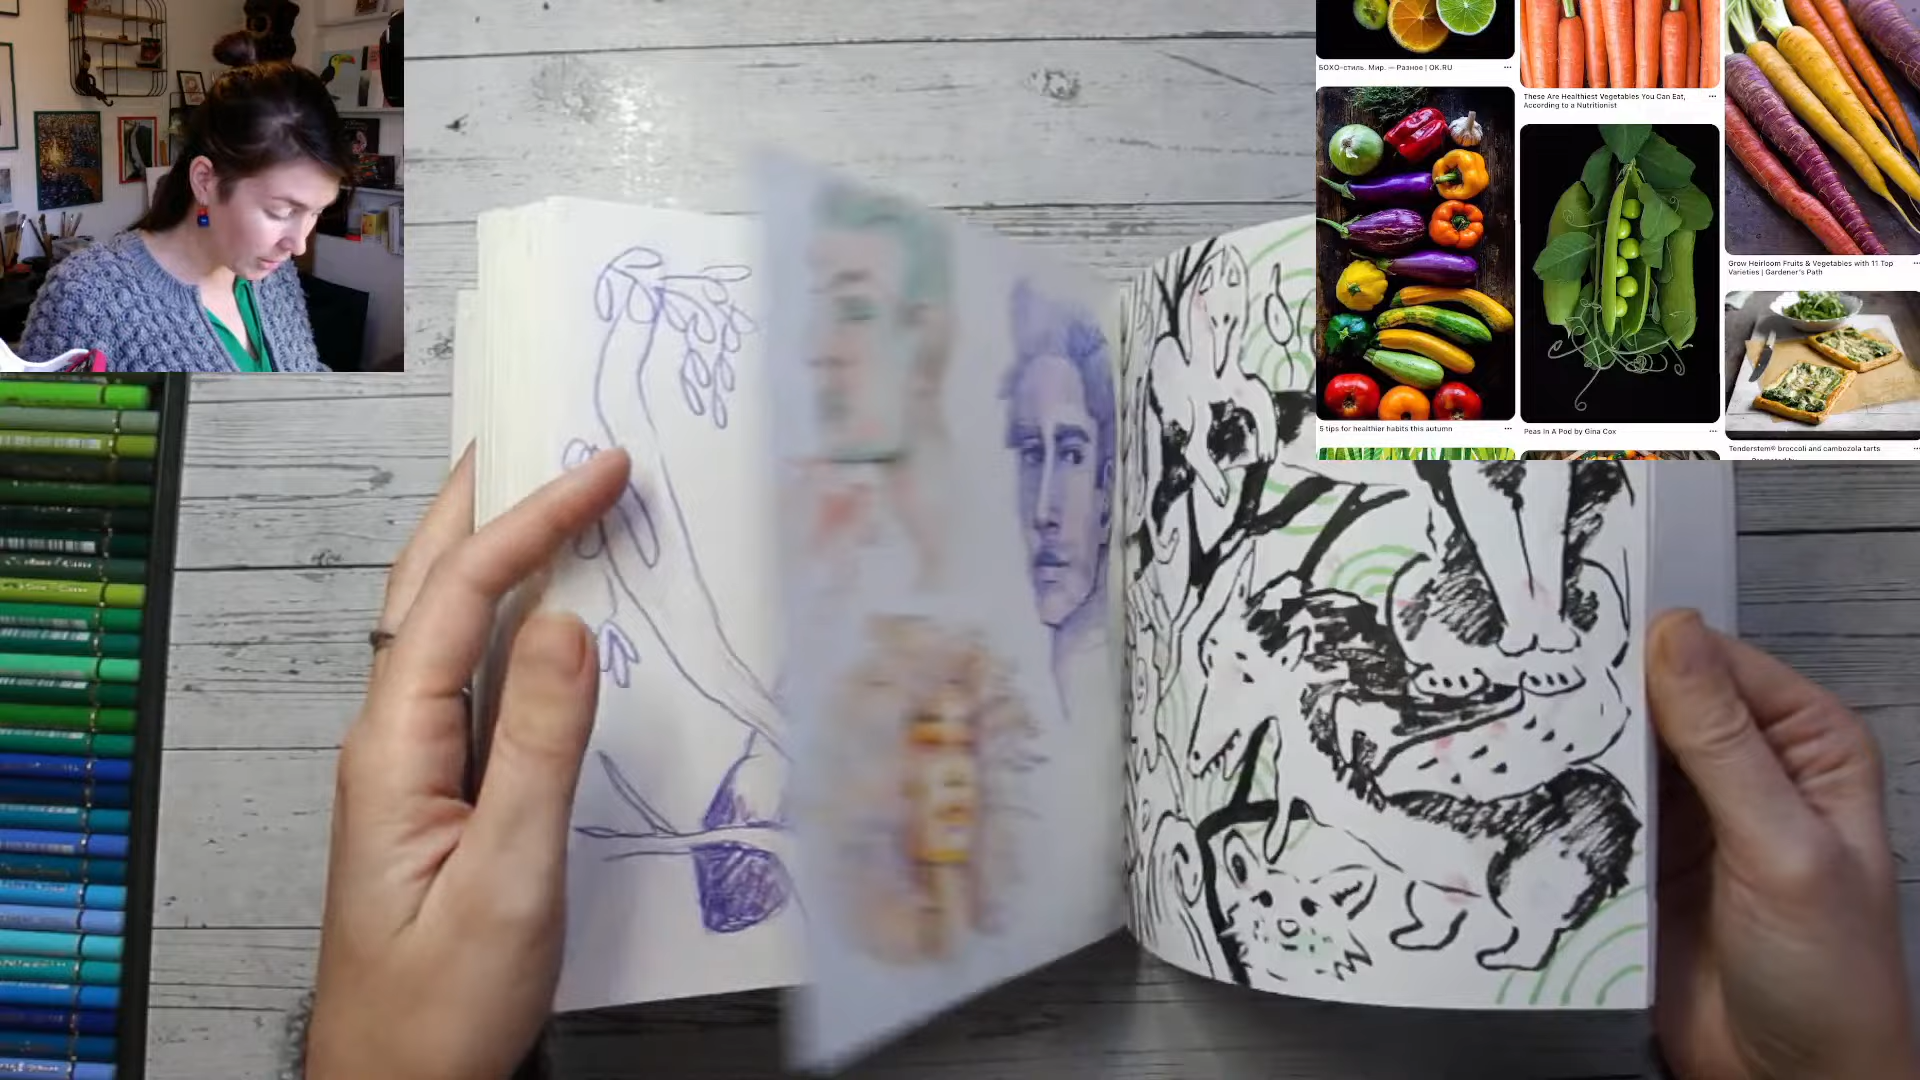 БОХО-стиль. Мир. — Разное | OK.RU
These Are Healthiest Vegetables You Can Eat,
According to a Nutritionist
Grow Heirloom Fruits & Vegetables with 11 Top
Varieties | Gardener's Path
5 tips for healthier habits this autumn
Peas In A Pod by Gina Cox
Tenderstem® broccoli and cambozola tarts